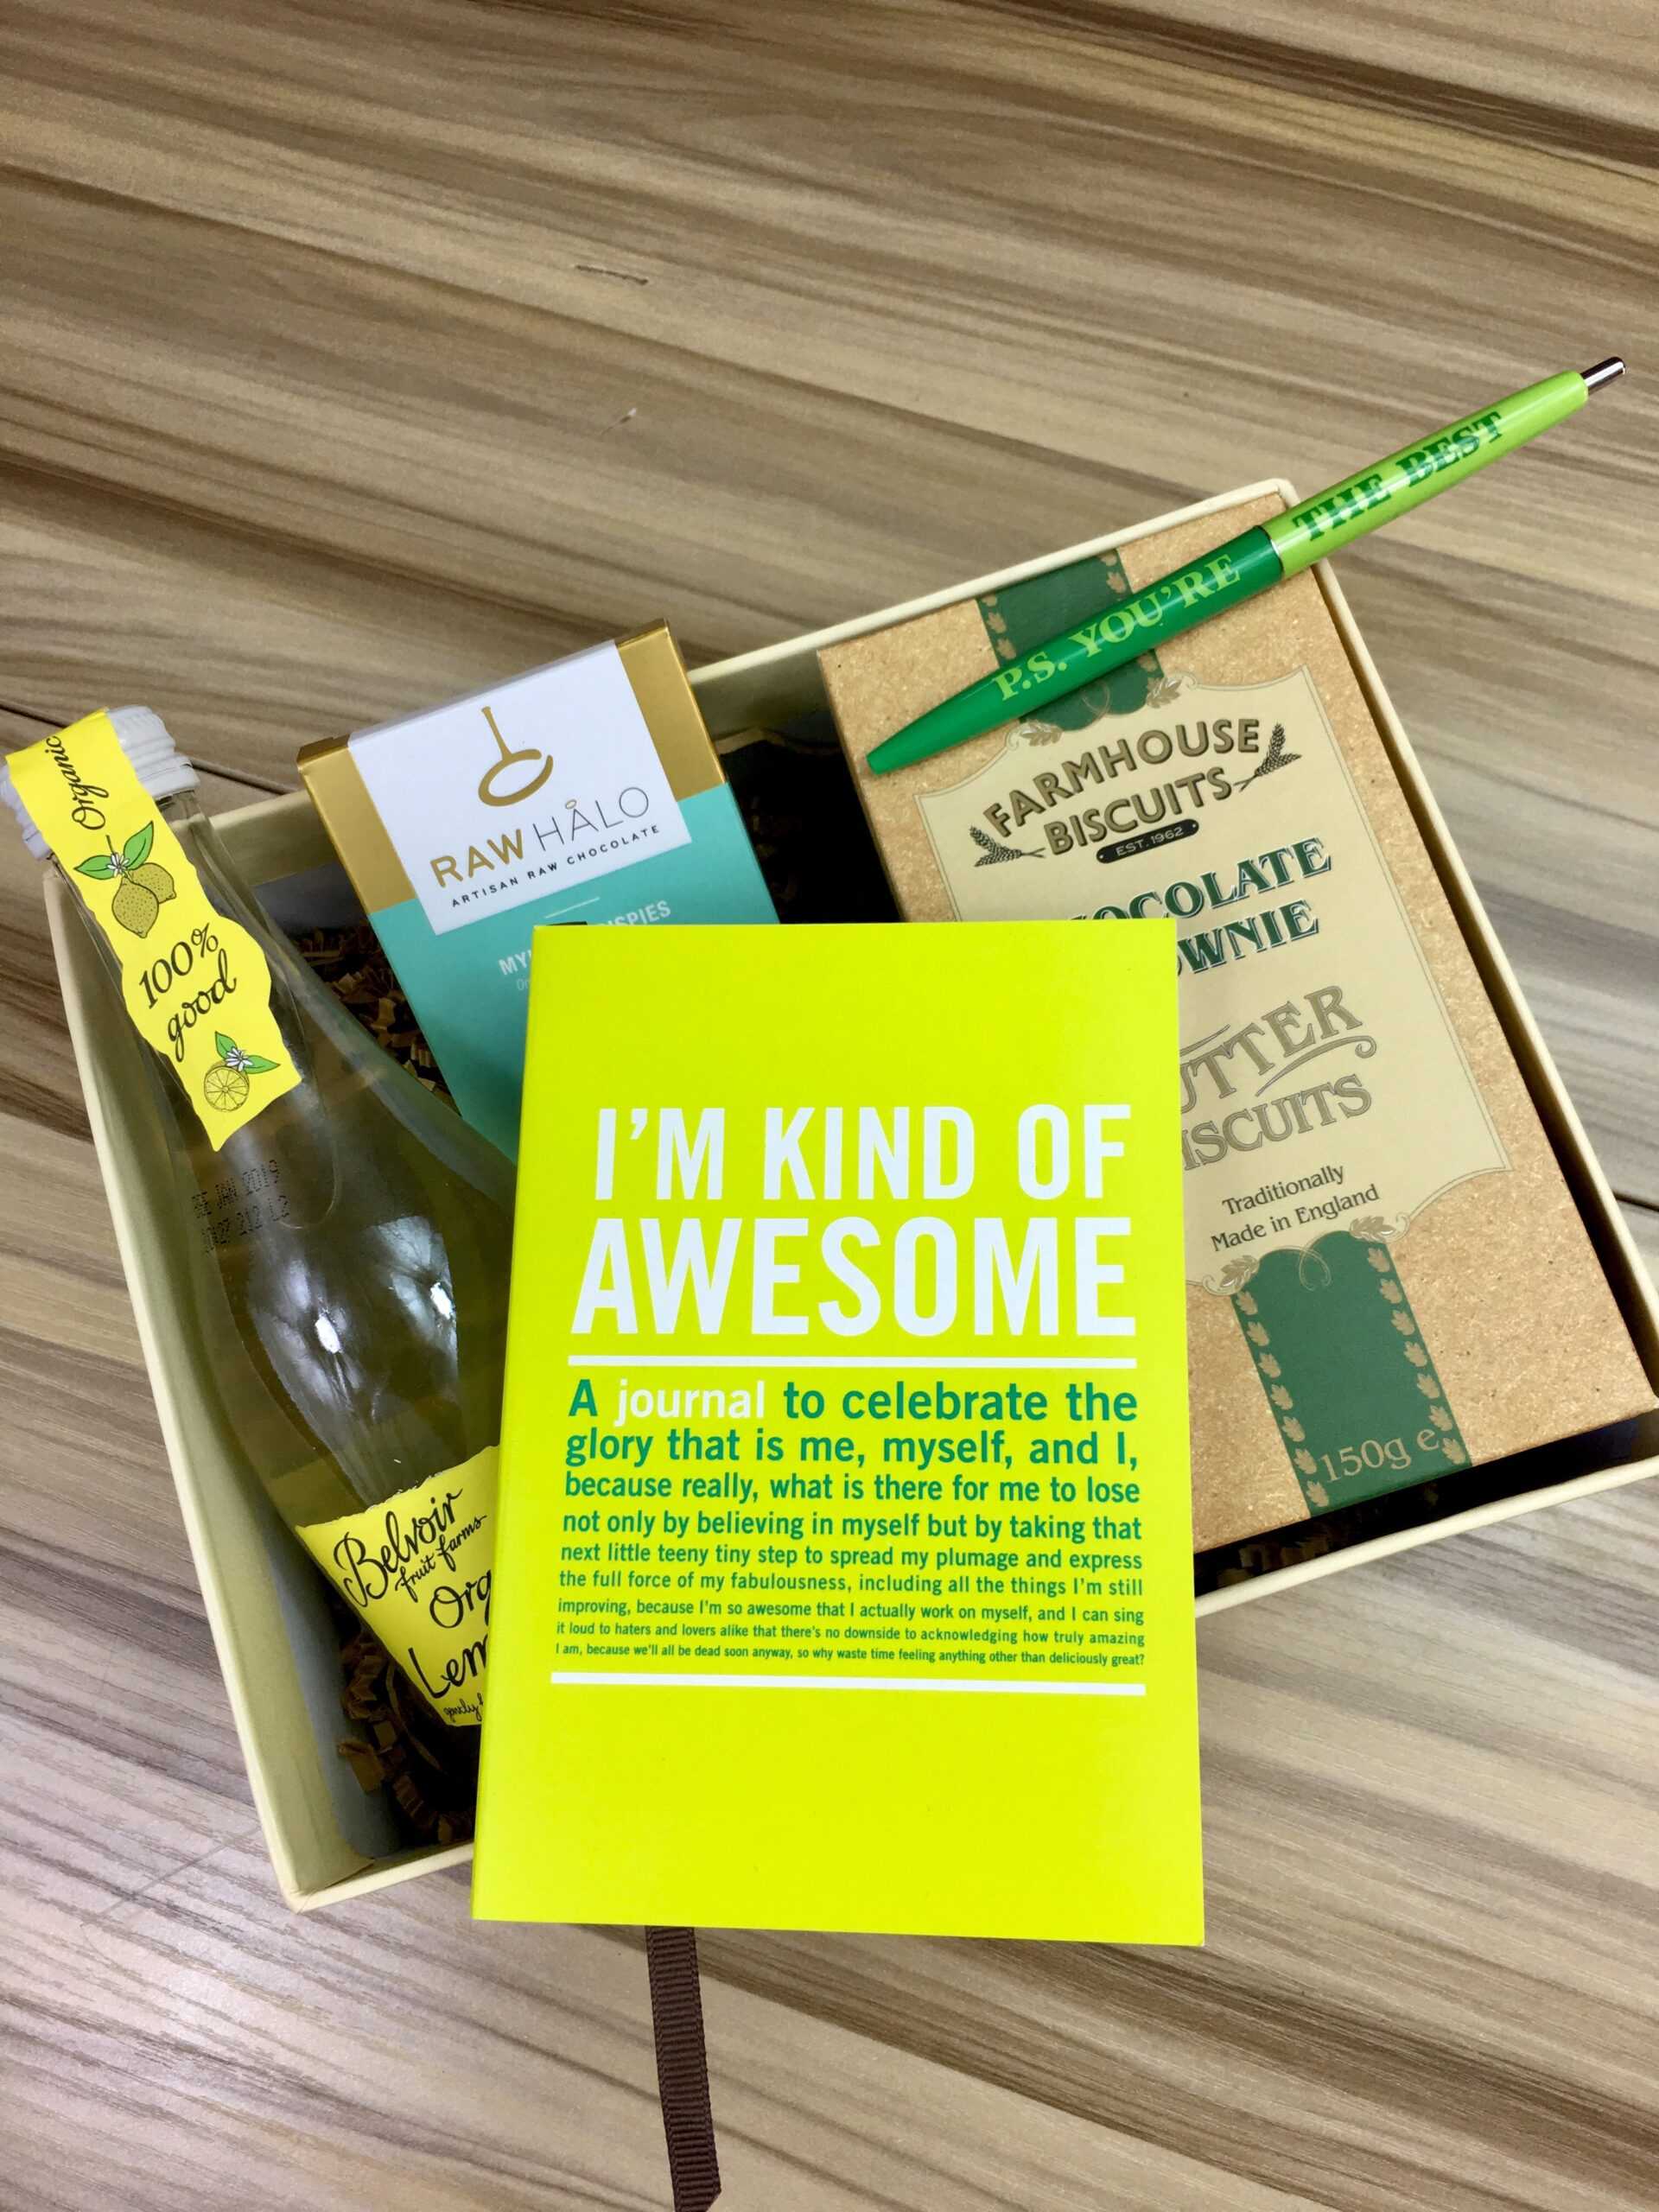 P.S. YOU'RE THE BEST
FARMHOUSE
BISCUITS
EST. 1962
OCOLATE
WNIE
UTTER
ISCUITS
Traditionally
Made in England
150g e
RAW HÅLO
ARTISAN RAW CHOCOLATE
Organic
100%
good
JAN 2019
Belvoir
fruit farms
Org
Lem
I'M KIND OF
AWESOME
A journal to celebrate the
glory that is me, myself, and I,
because really, what is there for me to lose
not only by believing in myself but by taking that
next little teeny tiny step to spread my plumage and express
the full force of my fabulousness, including all the things I'm still
improving, because I'm so awesome that I actually work on myself, and I can sing
it loud to haters and lovers alike that there's no downside to acknowledging how truly amazing
I am, because we'll all be dead soon anyway, so why waste time feeling anything other than deliciously great?